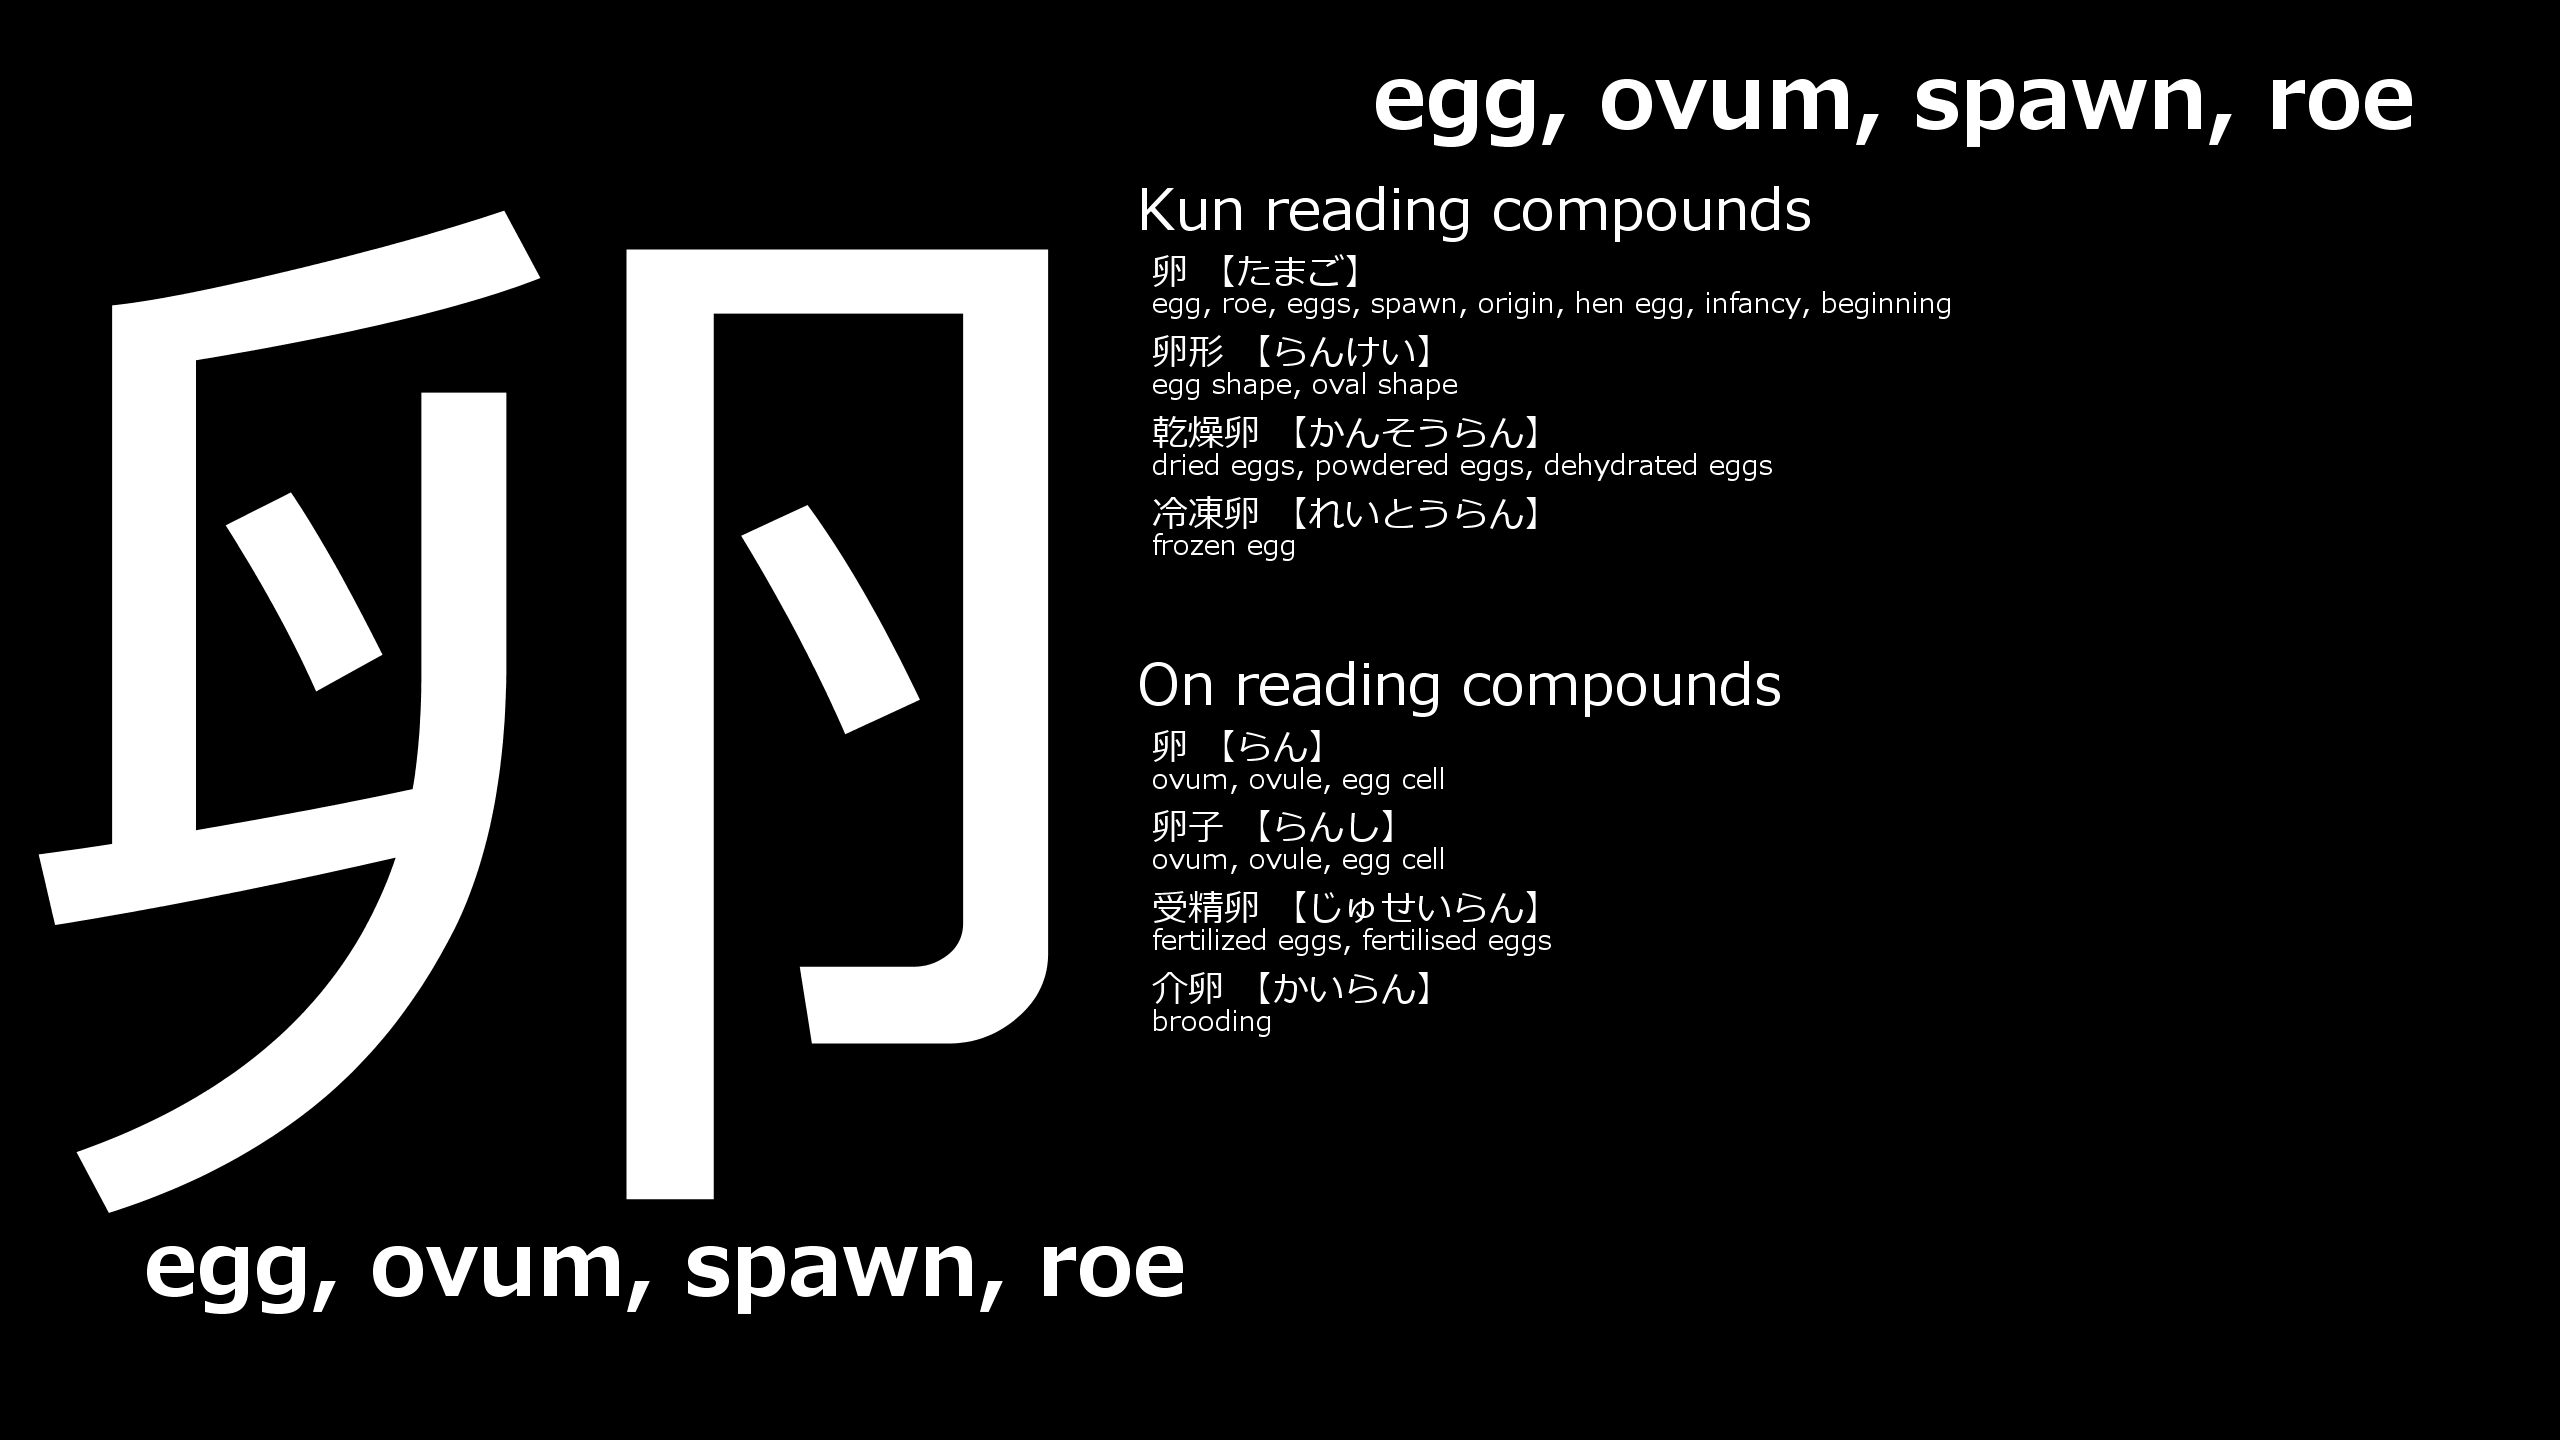 卵
egg, ovum, spawn, roe
egg, ovum, spawn, roe
Kun reading compounds
卵 【たまご】
egg, roe, eggs, spawn, origin, hen egg, infancy, beginning
卵形 【らんけい】
egg shape, oval shape
乾燥卵 【かんそうらん】
dried eggs, powdered eggs, dehydrated eggs
冷凍卵 【れいとうらん】
frozen egg
On reading compounds
卵 【らん】
ovum, ovule, egg cell
卵子 【らんし】
ovum, ovule, egg cell
受精卵 【じゅせいらん】
fertilized eggs, fertilised eggs
介卵 【かいらん】
brooding